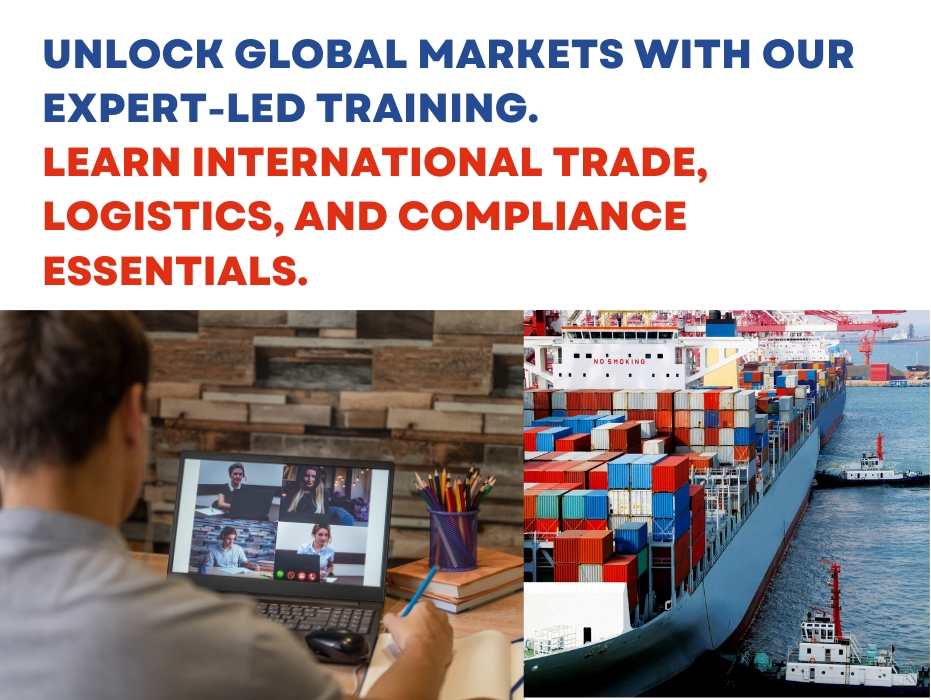 UNLOCK GLOBAL MARKETS WITH OUR
EXPERT-LED TRAINING.
LEARN INTERNATIONAL TRADE,
LOGISTICS, AND COMPLIANCE
ESSENTIALS.
NO SMOKING